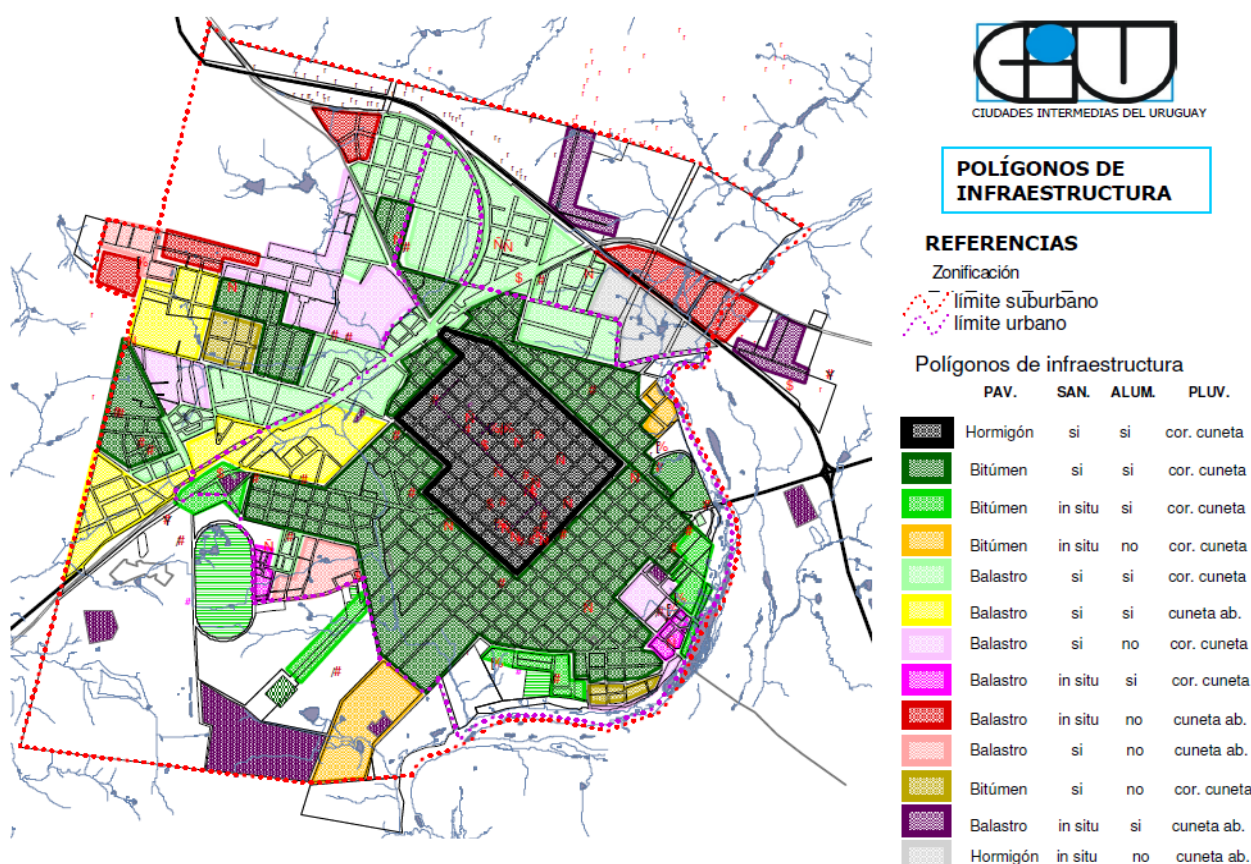 CIU
CIUDADES INTERMEDIAS DEL URUGUAY
POLÍGONOS DE
INFRAESTRUCTURA
REFERENCIAS
Zonificación
límite suburbano
límite urbano
Polígonos de infraestructura
PAV. SAN. ALUM. PLUV.
Hormigón si si cor. cuneta
Bitúmen si si cor. cuneta
Bitúmen in situ si cor. cuneta
Bitúmen in situ no cor. cuneta
Balastro si si cor. cuneta
Balastro si si cuneta ab.
Balastro si no cor. cuneta
Balastro in situ si cor. cuneta
Balastro in situ no cuneta ab.
Balastro si no cuneta ab.
Bitúmen si no cor. cuneta
Balastro in situ si cuneta ab.
Hormigón in situ no cuneta ab.